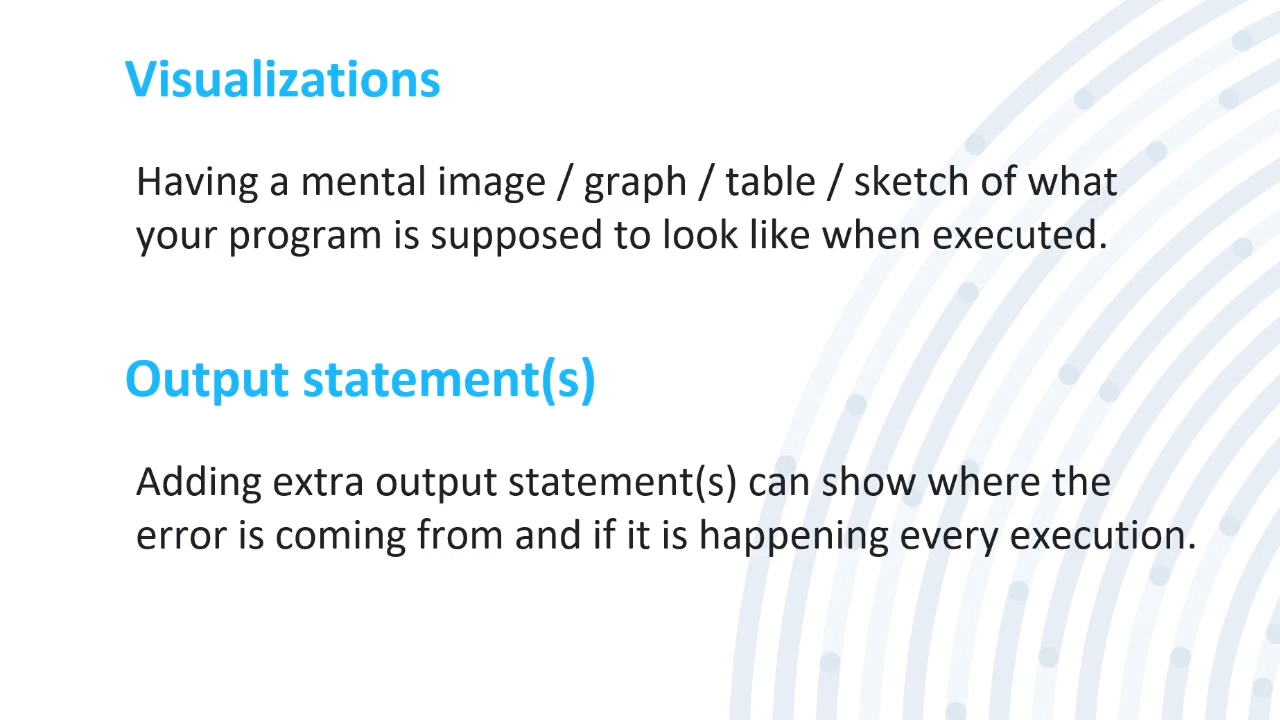 Visualizations
Having a mental image / graph / table / sketch of what
your program is supposed to look like when executed.
Output statement(s)
Adding extra output statement(s) can show where the
error is coming from and if it is happening every execution.